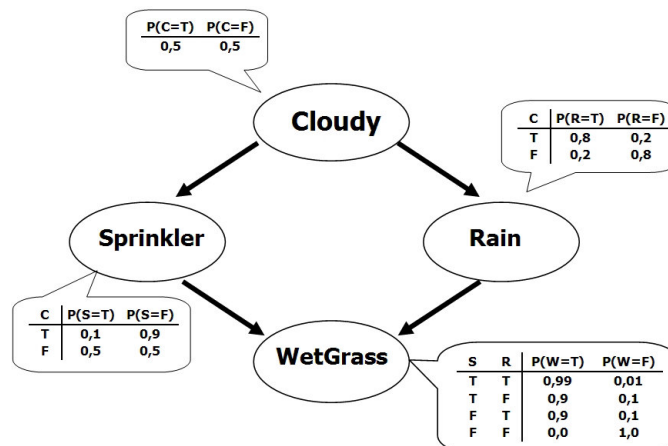 P(C=T) P(C=F)
0,5 0,5
Cloudy
C P(R=T) P(R=F)
T 0,8 0,2
F 0,2 0,8
Sprinkler
Rain
C P(S=T) P(S=F)
T 0,1 0,9
F 0,5 0,5
WetGrass
S R P(W=T) P(W=F)
T T 0,99 0,01
T F 0,9 0,1
F T 0,9 0,1
F F 0,0 1,0